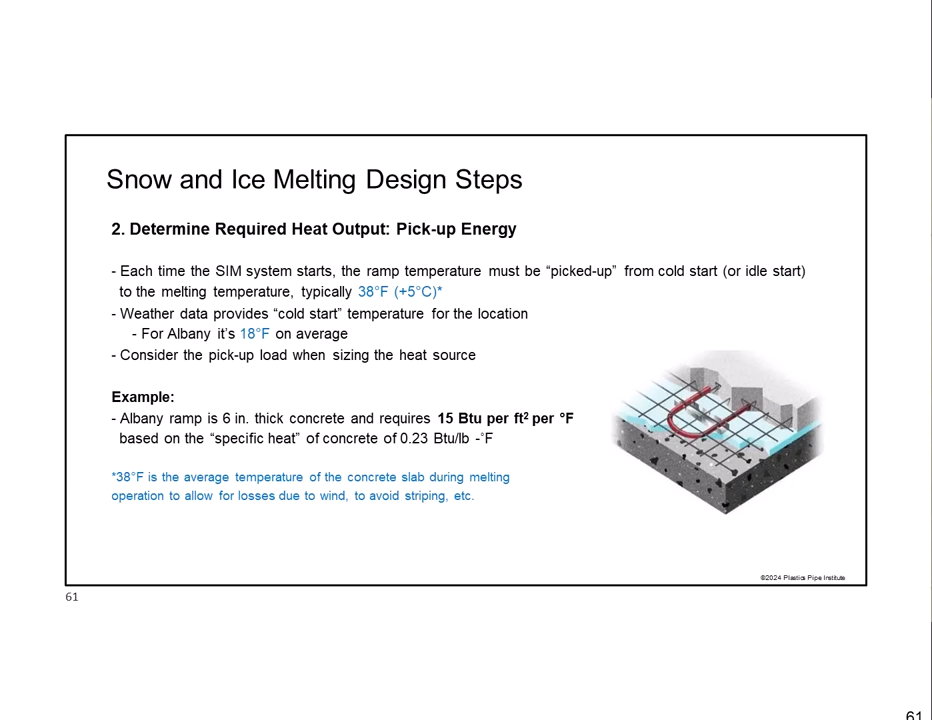 Snow and Ice Melting Design Steps
2. Determine Required Heat Output: Pick-up Energy
- Each time the SIM system starts, the ramp temperature must be “picked-up” from cold start (or idle start)
to the melting temperature, typically 38°F (+5°C)*
- Weather data provides “cold start” temperature for the location
- For Albany it’s 18°F on average
- Consider the pick-up load when sizing the heat source
Example:
- Albany ramp is 6 in. thick concrete and requires 15 Btu per ft² per °F
based on the “specific heat” of concrete of 0.23 Btu/lb -°F
*38°F is the average temperature of the concrete slab during melting
operation to allow for losses due to wind, to avoid striping, etc.
©2024 Plastics Pipe Institute
61
61